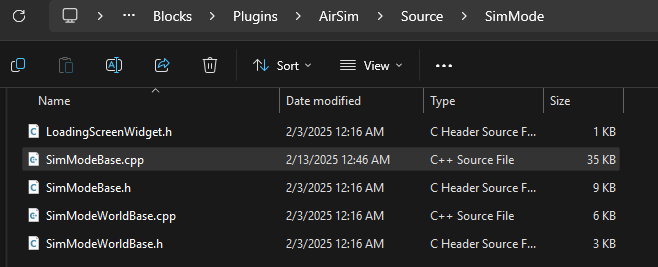 ··· Blocks > Plugins > AirSim > Source > SimMode
Sort View ···
Name Date modified Type Size
LoadingScreenWidget.h 2/3/2025 12:16 AM C Header Source F... 1 KB
SimModeBase.cpp 2/13/2025 12:46 AM C++ Source File 35 KB
SimModeBase.h 2/3/2025 12:16 AM C Header Source F... 9 KB
SimModeWorldBase.cpp 2/3/2025 12:16 AM C++ Source File 6 KB
SimModeWorldBase.h 2/3/2025 12:16 AM C Header Source F... 3 KB